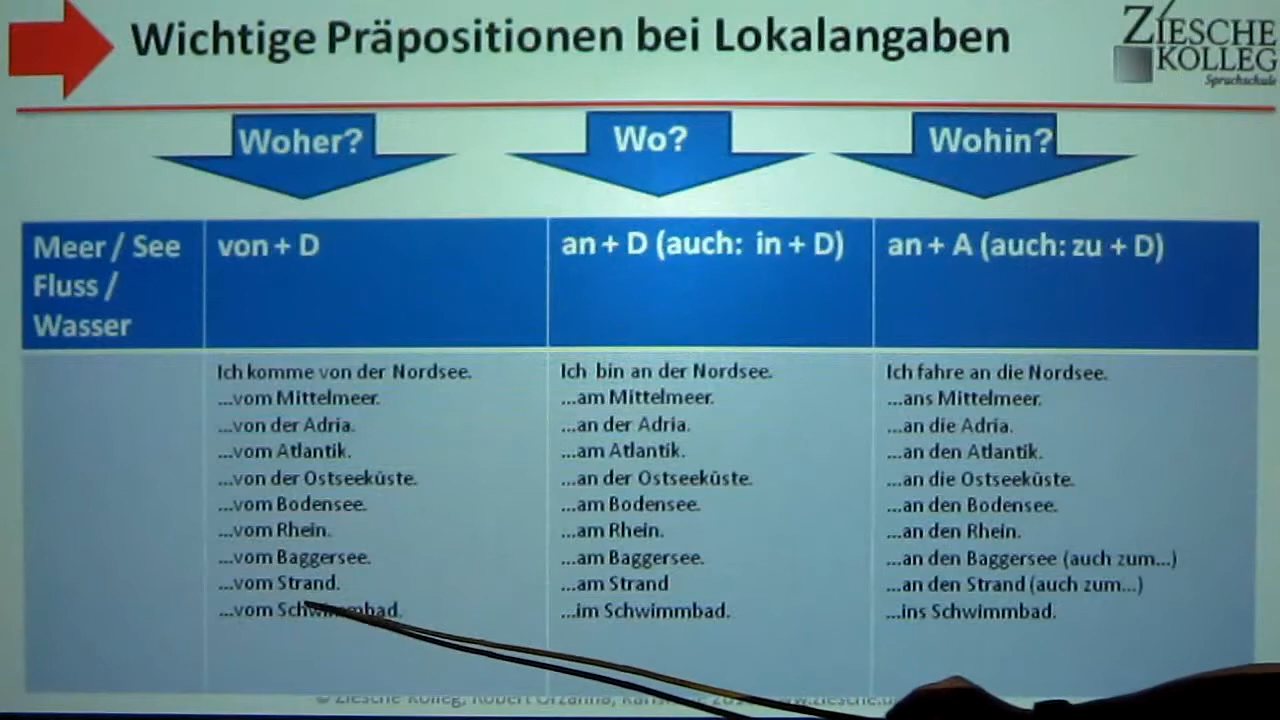 Wichtige Präpositionen bei Lokalangaben
ZIESCHE
KOLLEG
Sprachschule
Woher? Wo? Wohin?
Meer / See von + D an + D (auch: in + D) an + A (auch: zu + D)
Fluss /
Wasser
Ich komme von der Nordsee. Ich bin an der Nordsee. Ich fahre an die Nordsee.
...vom Mittelmeer. ...am Mittelmeer. ...ans Mittelmeer.
...von der Adria. ...an der Adria. ...an die Adria.
...vom Atlantik. ...am Atlantik. ...an den Atlantik.
...von der Ostseeküste. ...an der Ostseeküste. ...an die Ostseeküste.
...vom Bodensee. ...am Bodensee. ...an den Bodensee.
...vom Rhein. ...am Rhein. ...an den Rhein.
...vom Baggersee. ...am Baggersee. ...an den Baggersee (auch zum...)
...vom Strand. ...am Strand ...an den Strand (auch zum...)
...vom Schwimmbad. ...im Schwimmbad. ...ins Schwimmbad.
© Ziesche Kolleg, Robert